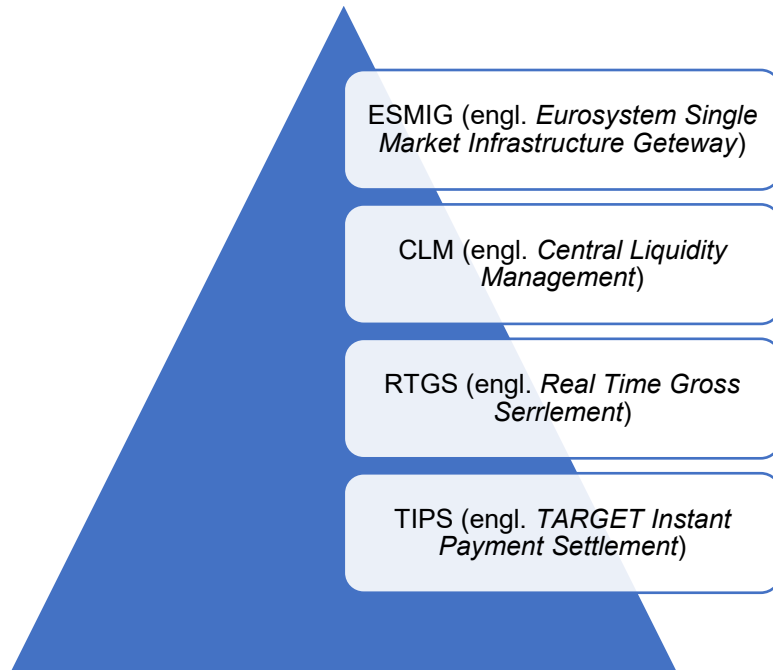 ESMIG (engl. Eurosystem Single
Market Infrastructure Geteway)
CLM (engl. Central Liquidity
Management)
RTGS (engl. Real Time Gross
Serrlement)
TIPS (engl. TARGET Instant
Payment Settlement)